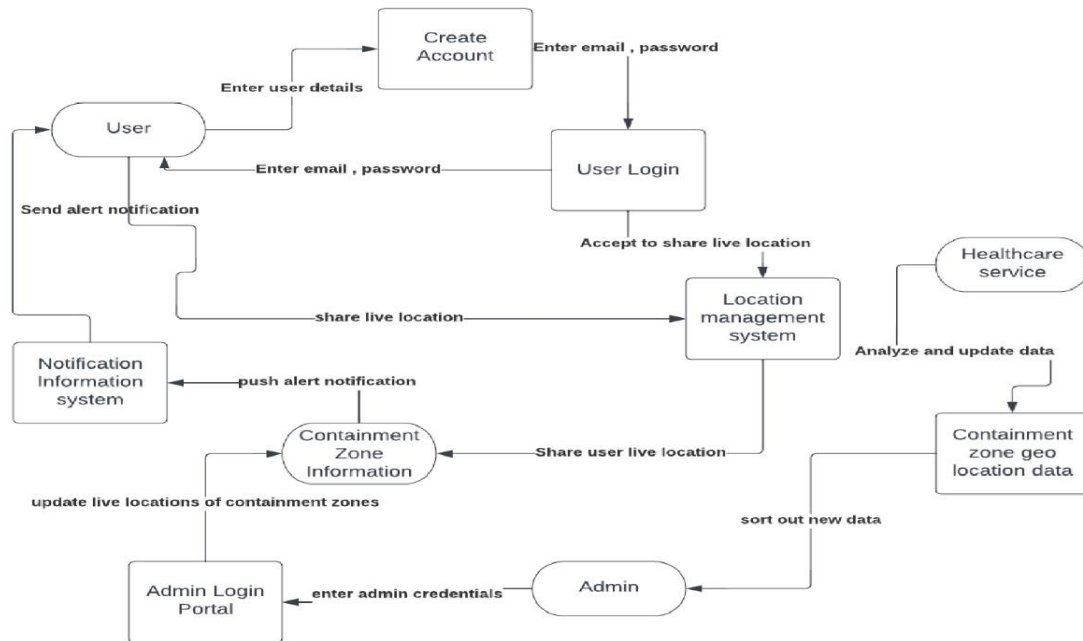 Create
Account
Enter email , password
Enter user details
User
Enter email , password
User Login
Send alert notification
Accept to share live location
Healthcare
service
Location
management
system
share live location
Analyze and update data
Notification
Information
system
push alert notification
Containment
Zone
Information
Share user live location
Containment
zone geo
location data
update live locations of containment zones
sort out new data
Admin Login
Portal
enter admin credentials
Admin